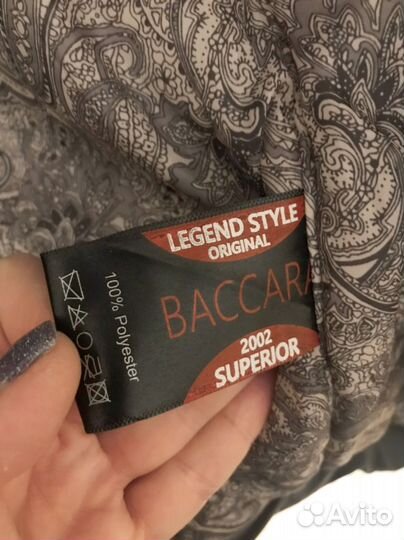 LEGEND STYLE
ORIGINAL
BACCARA
2002
SUPERIOR
100% Polyester
Avito